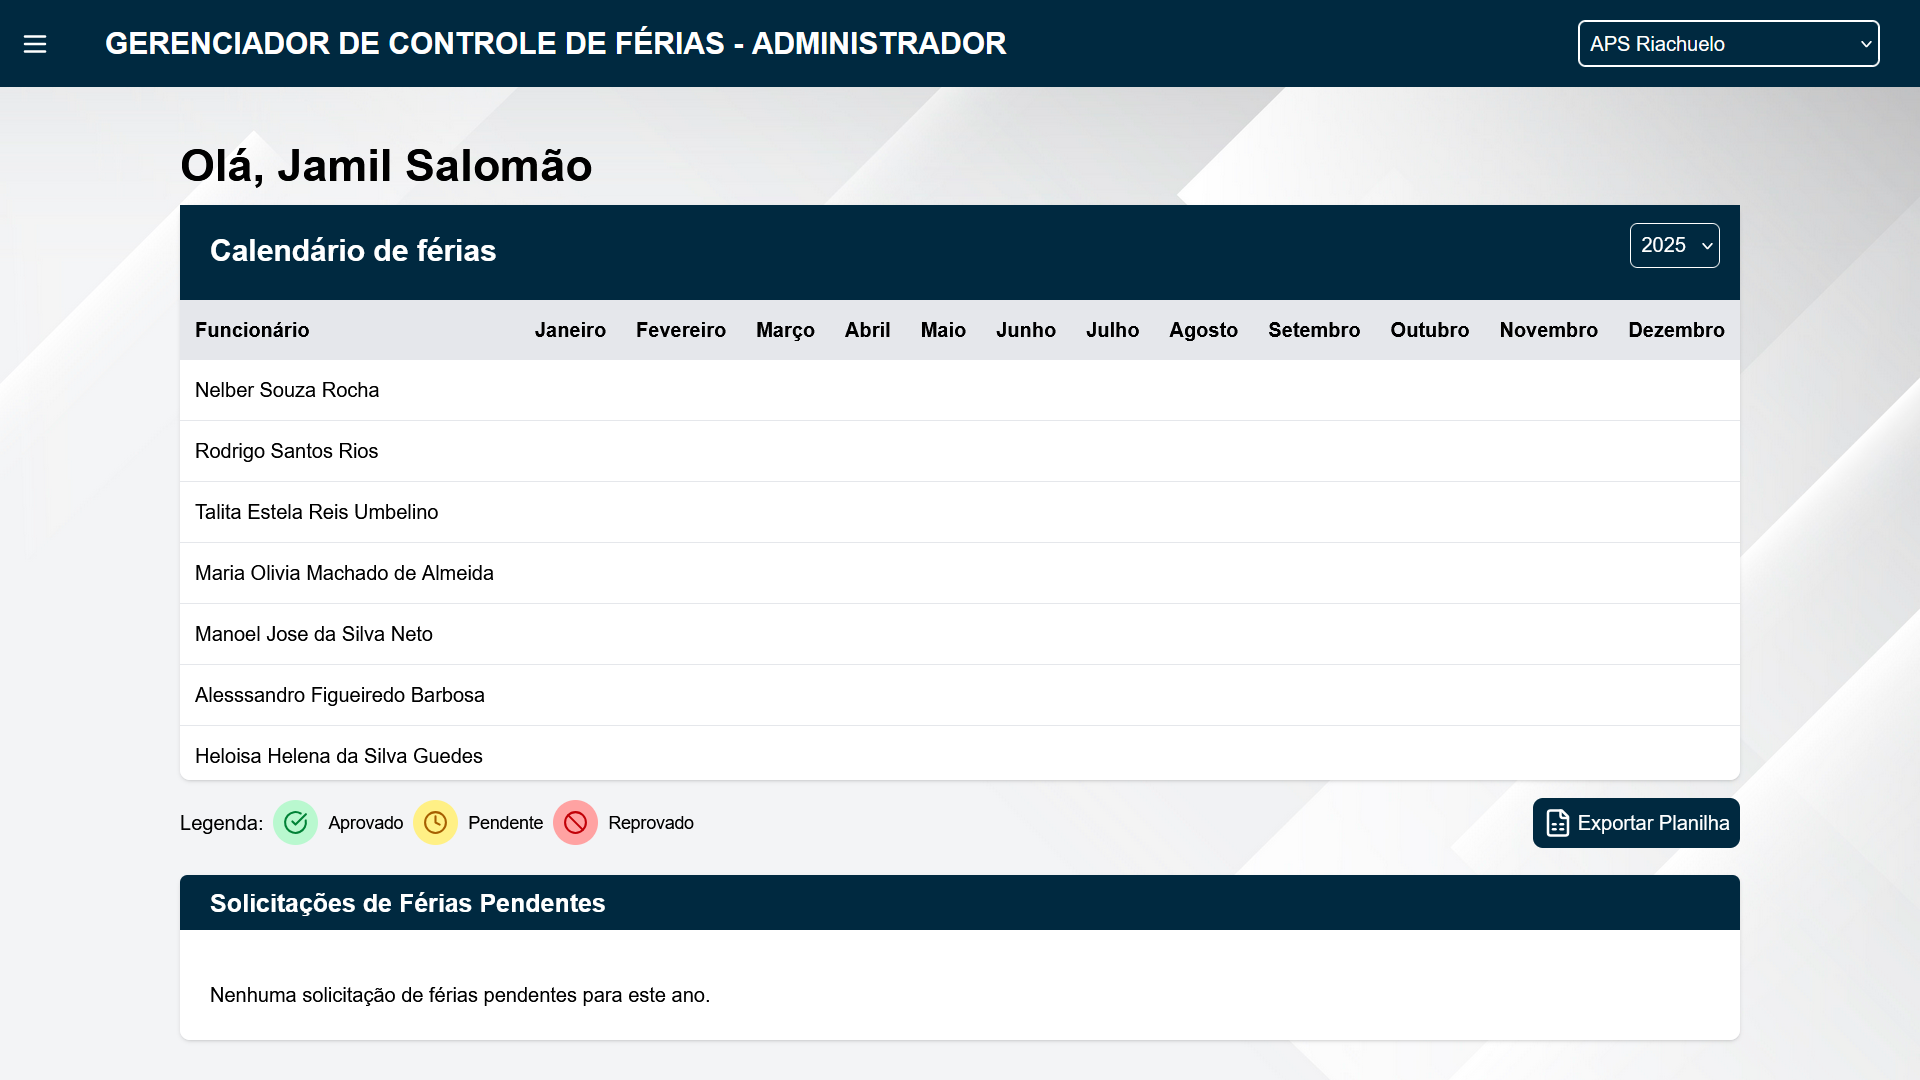 GERENCIADOR DE CONTROLE DE FÉRIAS - ADMINISTRADOR
APS Riachuelo
Olá, Jamil Salomão
Calendário de férias
2025
Funcionário Janeiro Fevereiro Março Abril Maio Junho Julho Agosto Setembro Outubro Novembro Dezembro
Nelber Souza Rocha
Rodrigo Santos Rios
Talita Estela Reis Umbelino
Maria Olivia Machado de Almeida
Manoel Jose da Silva Neto
Alesssandro Figueiredo Barbosa
Heloisa Helena da Silva Guedes
Legenda: Aprovado Pendente Reprovado
Exportar Planilha
Solicitações de Férias Pendentes
Nenhuma solicitação de férias pendentes para este ano.